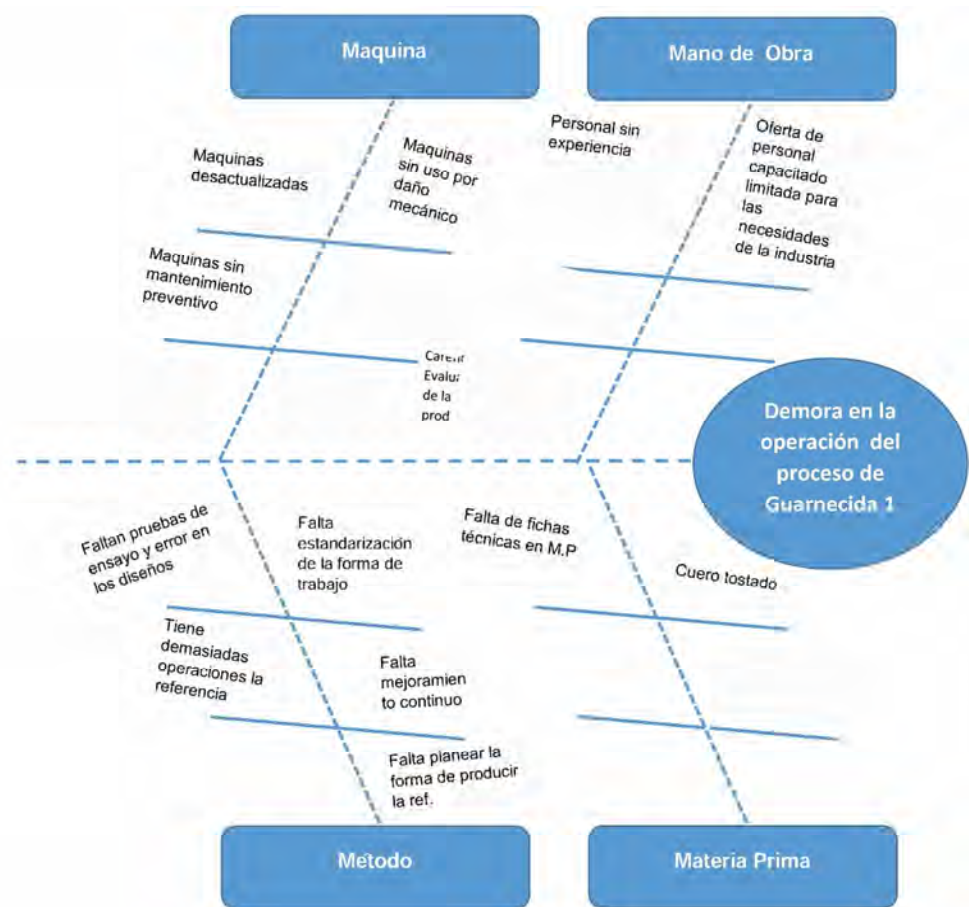 Maquina
Mano de Obra
Maquinas
desactualizadas
Maquinas
sin uso por
daño
mecánico
Personal sin
experiencia
Oferta de
personal
capacitado
limitada para
las
necesidades
de la industria
Maquinas sin
mantenimiento
preventivo
de la
prod
Demora en la
operación del
proceso de
Guarnecida 1
Faltan pruebas de
ensayo y error en
los diseños
Falta
estandarización
de la forma de
trabajo
Falta de fichas
técnicas en M.P
Cuero tostado
Tiene
demasiadas
operaciones la
referencia
Falta
mejoramien
to continuo
Falta planear la
forma de producir
la ref.
Metodo
Materia Prima